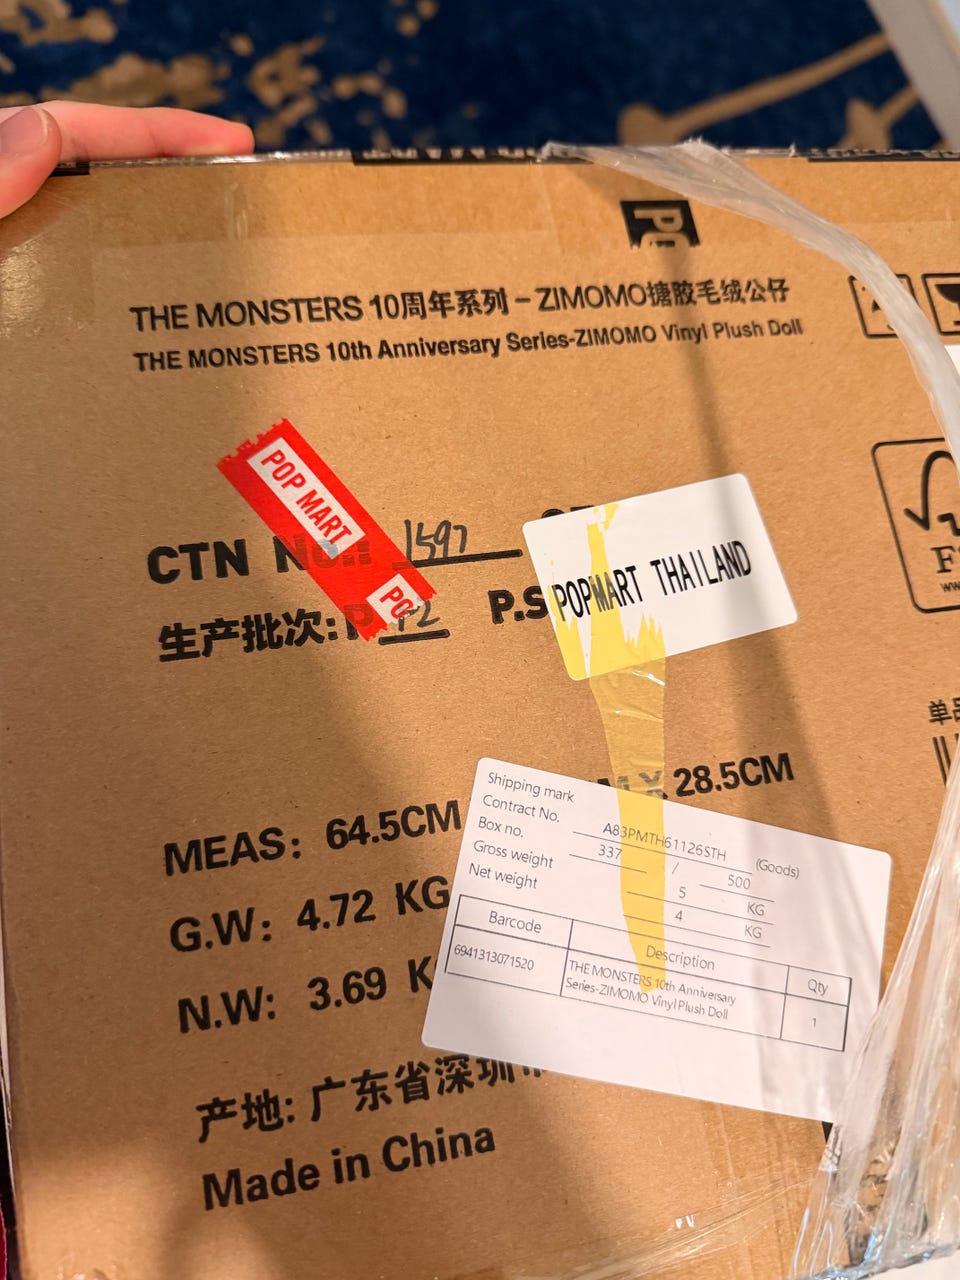 THE MONSTERS 10周年系列 – ZIMOMO搪胶毛绒公仔
THE MONSTERS 10th Anniversary Series-ZIMOMO Vinyl Plush Doll
POP MART
CTN No.: 1597
生产批次: P
P.S
POPMART THAILAND
MEAS: 64.5CM
M X 28.5CM
G.W: 4.72 KG
N.W: 3.69 K
产地: 广东省深圳
Made in China
Shipping mark
Contract No. A83PMTH61126STH (Goods)
Box no. 337 / 500
Gross weight 5 KG
Net weight 4 KG
Barcode Description Qty
6941313071520 THE MONSTERS 10th Anniversary
Series-ZIMOMO Vinyl Plush Doll 1
单品